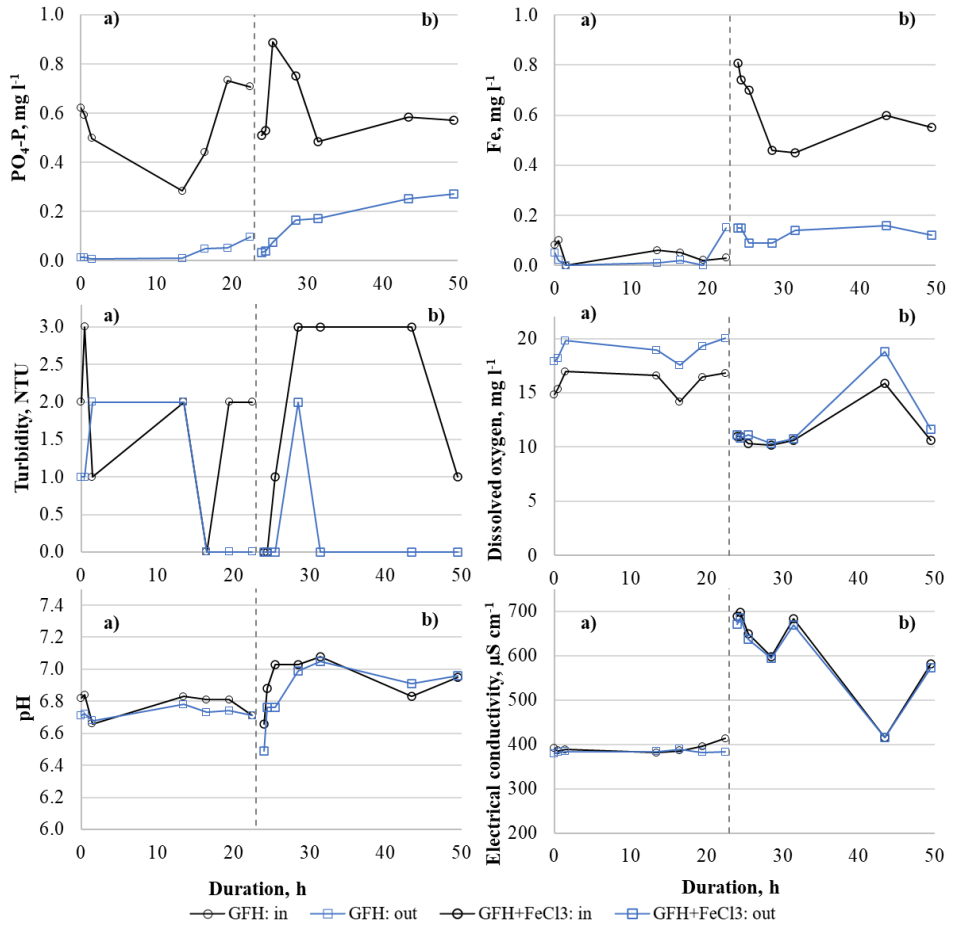 a) b)
PO4-P, mg l-1
1.0
0.8
0.6
0.4
0.2
0.0
0 10 20 30 40 50
a) b)
Fe, mg l-1
1.0
0.8
0.6
0.4
0.2
0.0
0 10 20 30 40 50
a) b)
Turbidity, NTU
3.0
2.5
2.0
1.5
1.0
0.5
0.0
0 10 20 30 40 50
a) b)
Dissolved oxygen, mg l-1
20
15
10
5
0
0 10 20 30 40 50
a) b)
pH
7.4
7.2
7.0
6.8
6.6
6.4
6.2
6.0
0 10 20 30 40 50
Duration, h
a) b)
Electrical conductivity, µS cm-1
700
600
500
400
300
200
0 10 20 30 40 50
Duration, h
GFH: in GFH: out GFH+FeCl3: in GFH+FeCl3: out